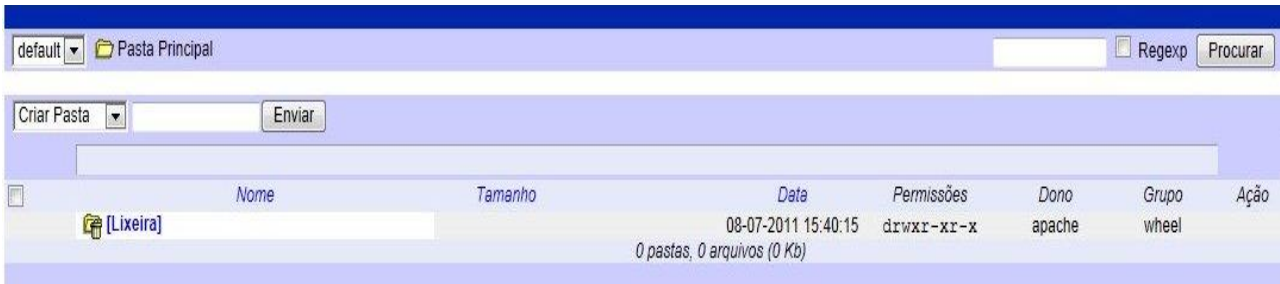 default Pasta Principal Regexp Procurar
Criar Pasta Enviar
Nome Tamanho Data Permissões Dono Grupo Ação
[Lixeira] 08-07-2011 15:40:15 drwxr-xr-x apache wheel
0 pastas, 0 arquivos (0 Kb)